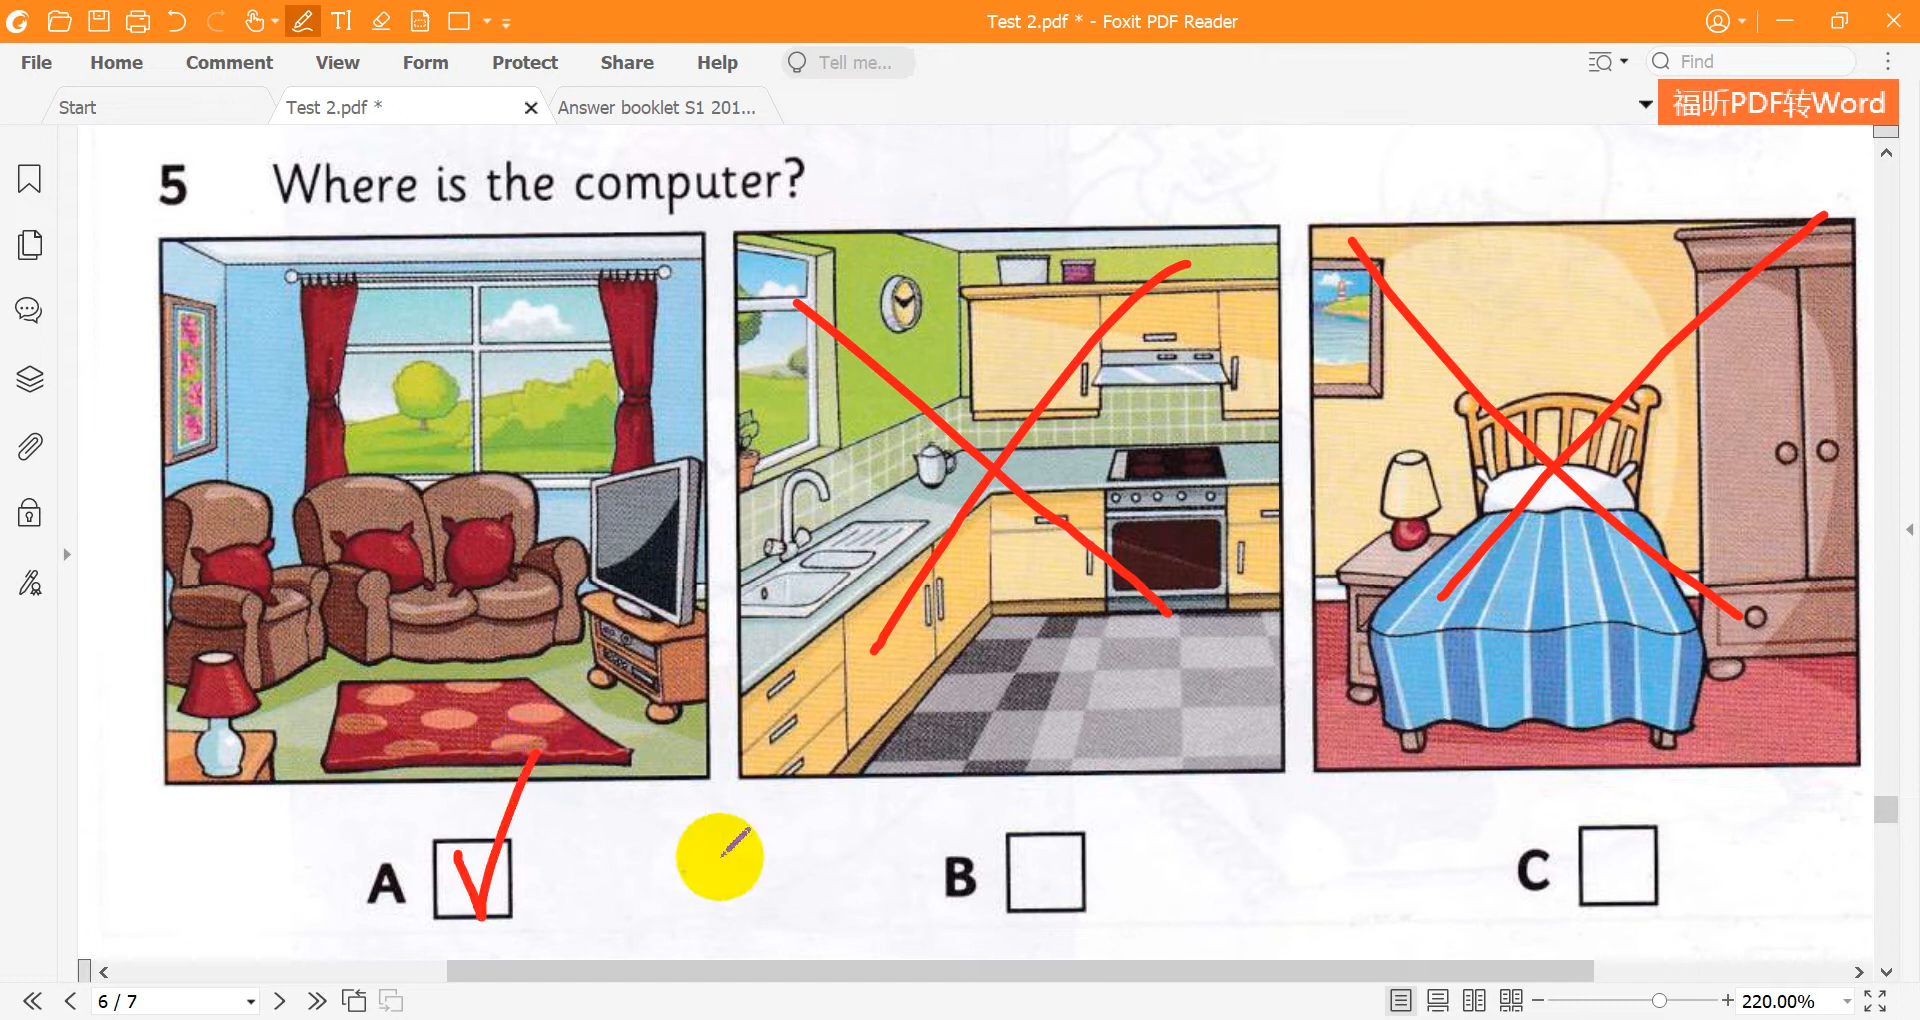 Test 2.pdf * - Foxit PDF Reader
File Home Comment View Form Protect Share Help Tell me... Find
Start Test 2.pdf * Answer booklet S1 201...
福昕PDF转Word
5 Where is the computer?
A B C
6 / 7 220.00%